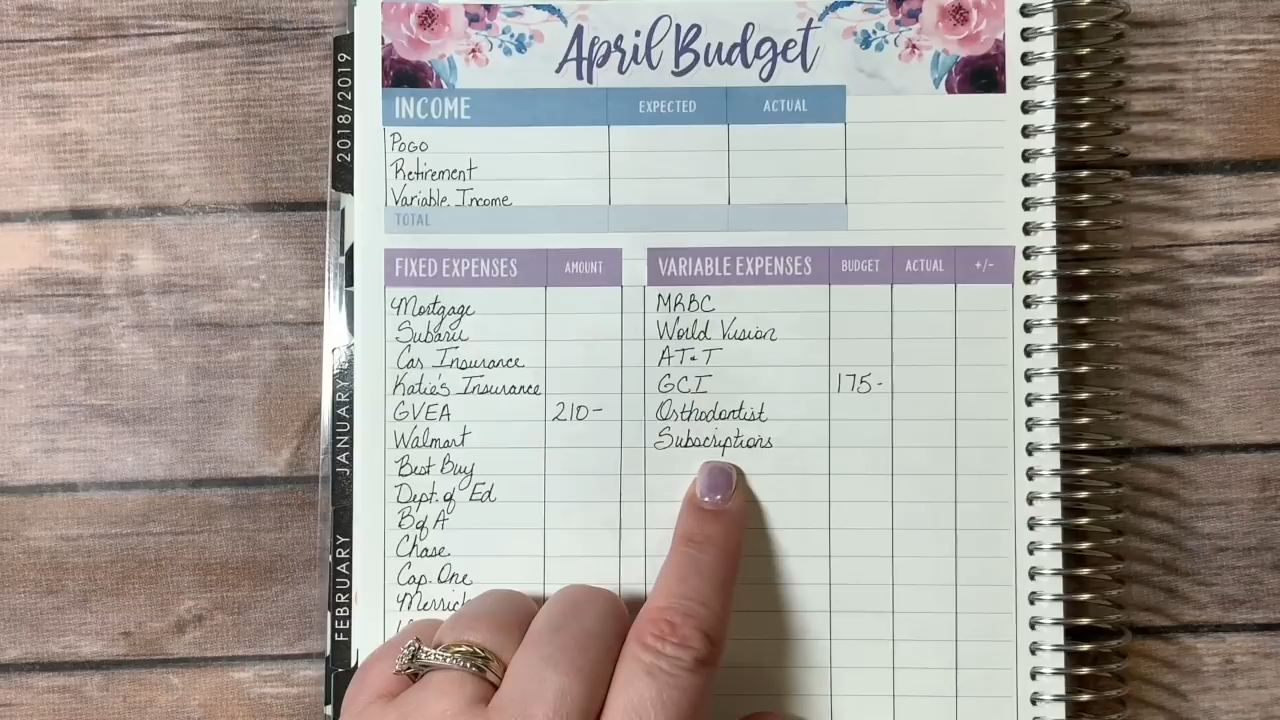 April Budget
INCOME EXPECTED ACTUAL
Pogo
Retirement
Variable Income
TOTAL
FIXED EXPENSES AMOUNT
Mortgage
Subaru
Car Insurance
Katie's Insurance
GVEA 210-
Walmart
Best Buy
Dept. of Ed
B of A
Chase
Cap. One
Merrick
VARIABLE EXPENSES BUDGET ACTUAL +/-
MRBC
World Vision
AT&T
GCI 175-
Orthodontist
Subscriptions
2018/2019
JANUARY
FEBRUARY